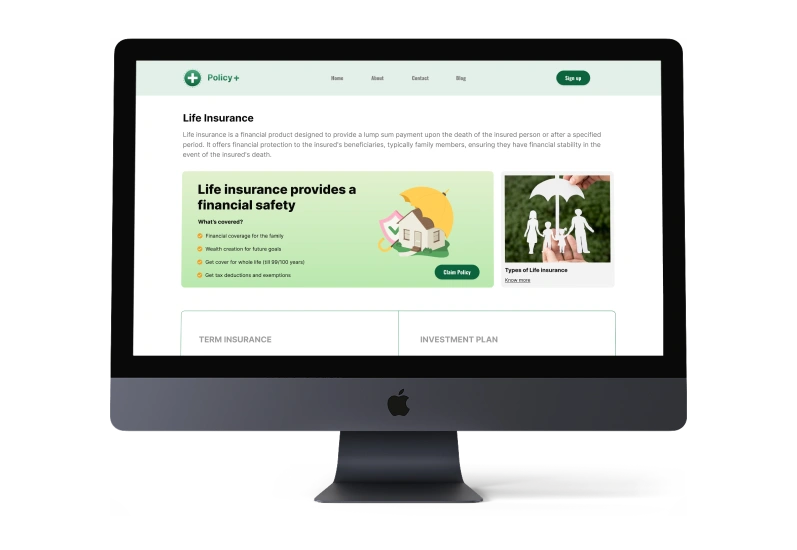 Policy+
Home
About
Contact
Blog
Sign up
Life Insurance
Life insurance is a financial product designed to provide a lump sum payment upon the death of the insured person or after a specified
period. It offers financial protection to the insured's beneficiaries, typically family members, ensuring they have financial stability in the
event of the insured's death.
Life insurance provides a
financial safety
What's covered?
Financial coverage for the family
Wealth creation for future goals
Get cover for whole life (till 99/100 years)
Get tax deductions and exemptions
Claim Policy
Types of Life insurance
Know more
TERM INSURANCE
INVESTMENT PLAN